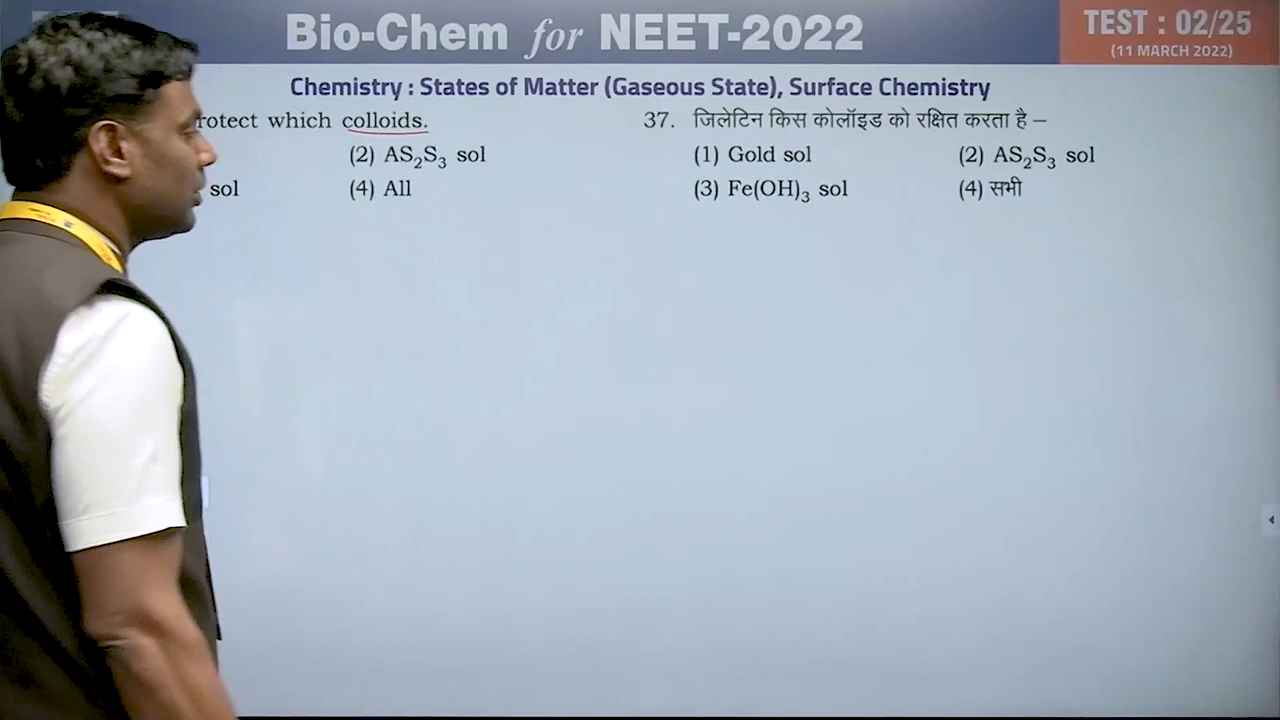 Bio-Chem for NEET-2022
TEST : 02/25
(11 MARCH 2022)
Chemistry : States of Matter (Gaseous State), Surface Chemistry
which colloids.
(2) AS₂S₃ sol
sol (4) All
37. जिलेटिन किस कोलॉइड को रक्षित करता है –
(1) Gold sol (2) AS₂S₃ sol
(3) Fe(OH)₃ sol (4) सभी